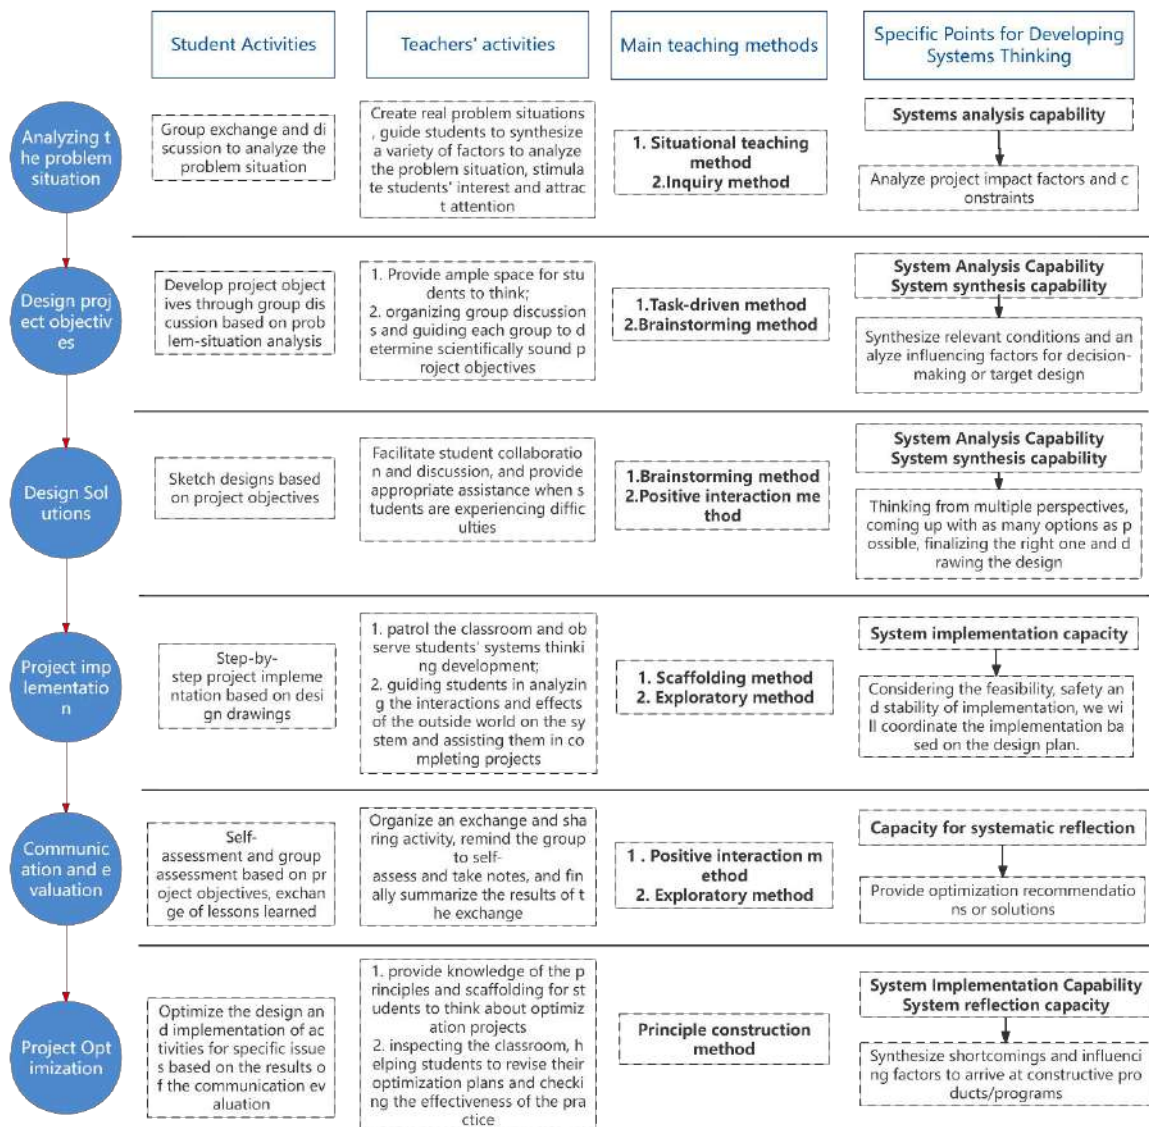 Student Activities
Teachers' activities
Main teaching methods
Specific Points for Developing
Systems Thinking
Analyzing t
he problem
situation
Group exchange and di
scussion to analyze the
problem situation
Create real problem situations
, guide students to synthesize
a variety of factors to analyze
the problem situation, stimula
te students' interest and attrac
t attention
1. Situational teaching
method
2.Inquiry method
Systems analysis capability
Analyze project impact factors and c
onstraints
Design proj
ect objectiv
es
Develop project object
ives through group dis
cussion based on prob
lem-situation analysis
1. Provide ample space for stu
dents to think;
2. organizing group discussion
s and guiding each group to d
etermine scientifically sound p
roject objectives
1.Task-driven method
2.Brainstorming method
System Analysis Capability
System synthesis capability
Synthesize relevant conditions and an
alyze influencing factors for decision-
making or target design
Design Sol
utions
Sketch designs based
on project objectives
Facilitate student collaboratio
n and discussion, and provide
appropriate assistance when s
tudents are experiencing diffic
ulties
1.Brainstorming method
2.Positive interaction me
thod
System Analysis Capability
System synthesis capability
Thinking from multiple perspectives,
coming up with as many options as p
ossible, finalizing the right one and d
rawing the design
Project imp
lementatio
n
Step-by-
step project impleme
ntation based on desi
gn drawings
1. patrol the classroom and ob
serve students' systems thinki
ng development;
2. guiding students in analyzin
g the interactions and effects
of the outside world on the sy
stem and assisting them in co
mpleting projects
1. Scaffolding method
2. Exploratory method
System implementation capacity
Considering the feasibility, safety an
d stability of implementation, we wi
ll coordinate the implementation ba
sed on the design plan.
Communic
ation and e
valuation
Self-
assessment and group
assessment based on pr
oject objectives, exchan
ge of lessons learned
Organize an exchange and sha
ring activity, remind the group
to self-
assess and take notes, and fin
ally summarize the results of t
he exchange
1 . Positive interaction m
ethod
2. Exploratory method
Capacity for systematic reflection
Provide optimization recommendatio
ns or solutions
Project Opt
imization
Optimize the design an
d implementation of ac
tivities for specific issue
s based on the results o
f the communication ev
aluation
1. provide knowledge of the p
rinciples and scaffolding for st
udents to think about optimiz
ation projects
2. inspecting the classroom, h
elping students to revise their
optimization plans and checki
ng the effectiveness of the pra
ctice
Principle construction
method
System Implementation Capability
System reflection capacity
Synthesize shortcomings and influenci
ng factors to arrive at constructive pro
ducts/programs